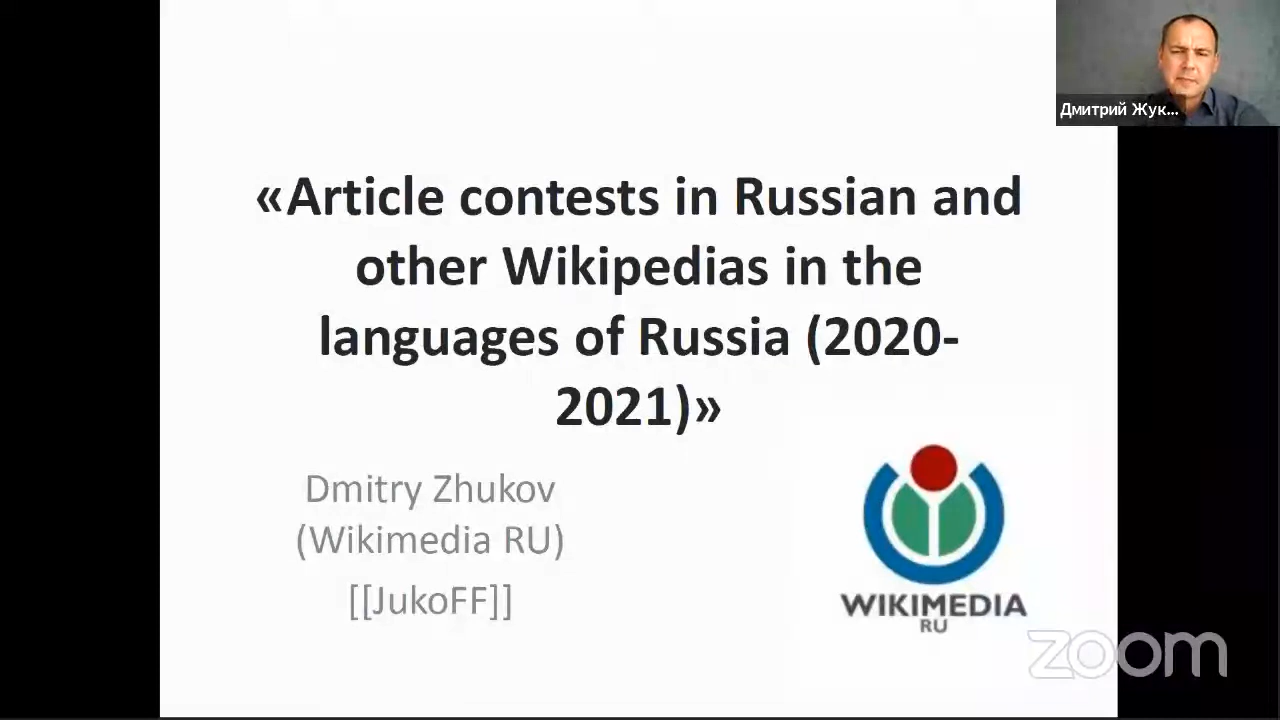 Дмитрий Жук...
«Article contests in Russian and
other Wikipedias in the
languages of Russia (2020-
2021)»
Dmitry Zhukov
(Wikimedia RU)
[[JukoFF]]
WIKIMEDIA
RU
zoom